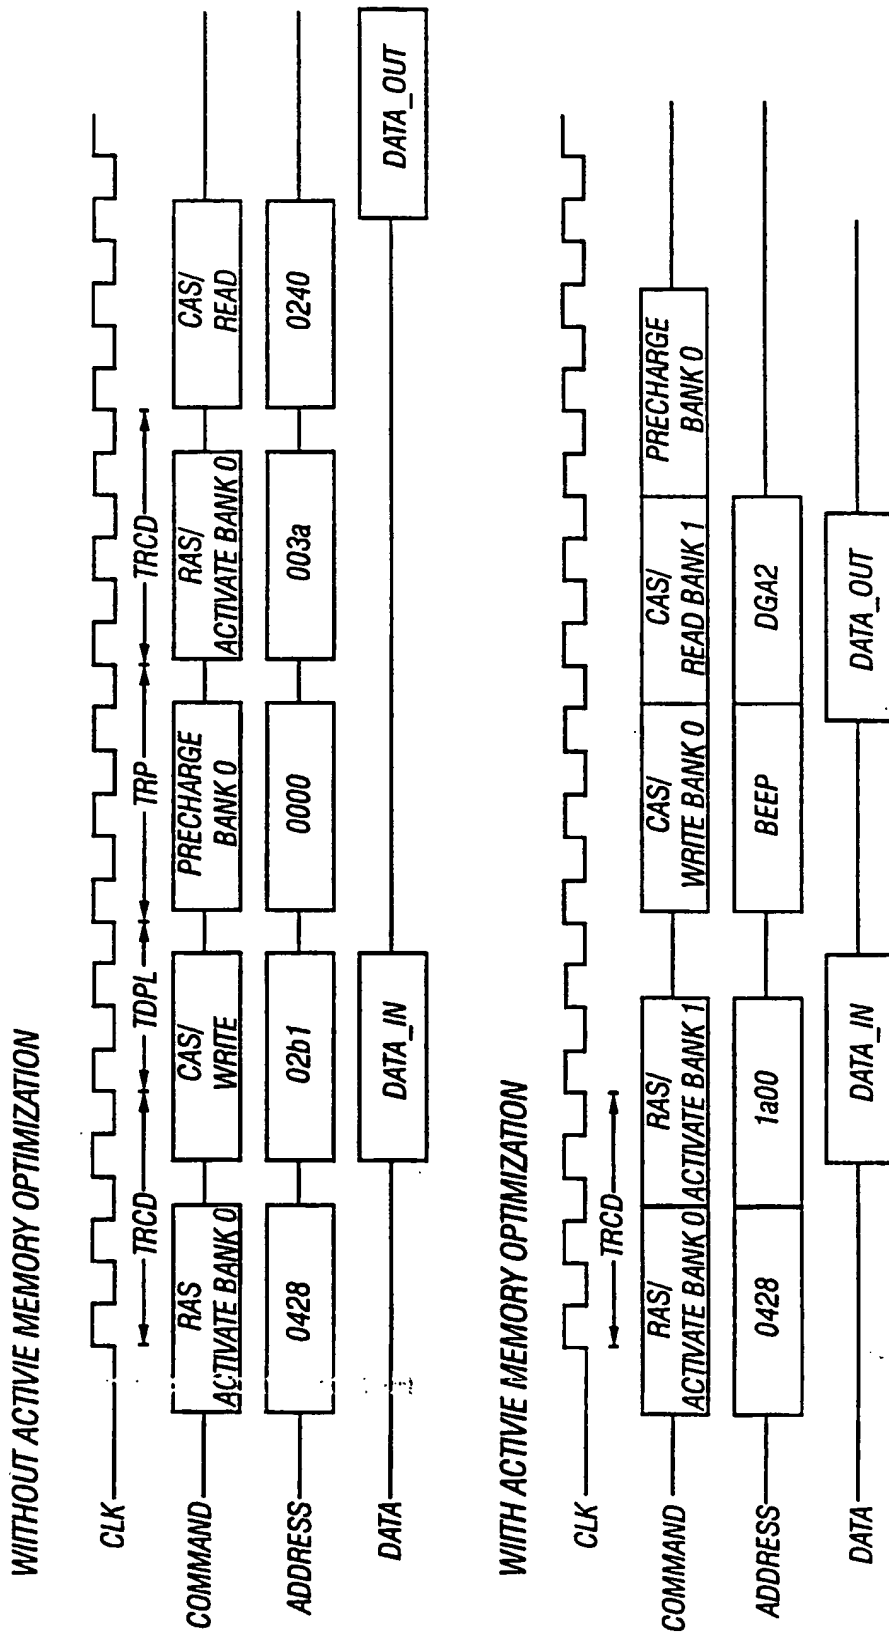 WIITHOUT ACTIVIE MEMORY OPTIMIZATION
CLK
TRCD
TDPL
TRP
TRCD
COMMAND
RAS
ACTIVATE BANK 0
CAS/
WRITE
PRECHARGE
BANK 0
RAS/
ACTIVATE BANK 0
CAS/
READ
ADDRESS
0428
02b1
0000
003a
0240
DATA
DATA_IN
DATA_OUT
WIITH ACTIVIE MEMORY OPTIMIZATION
CLK
TRCD
COMMAND
RAS/
ACTIVATE BANK 0
RAS/
ACTIVATE BANK 1
CAS/
WRITE BANK 0
CAS/
READ BANK 1
PRECHARGE
BANK 0
ADDRESS
0428
1a00
BEEP
DGA2
DATA
DATA_IN
DATA_OUT